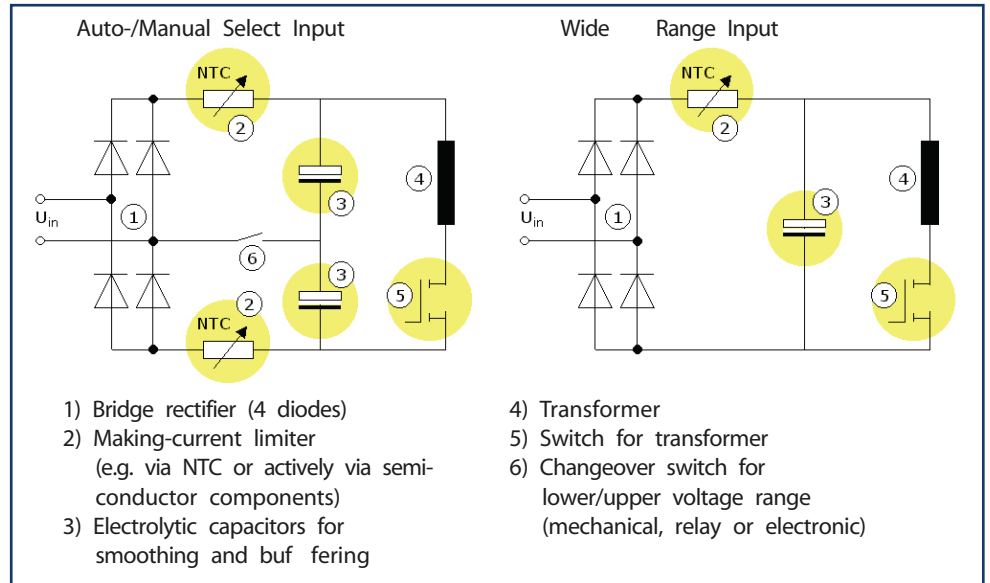 Auto-/Manual Select Input
Wide Range Input
NTC
2
3
4
1
Uin
6
3
5
2
NTC
NTC
2
3
4
1
Uin
5
1) Bridge rectifier (4 diodes)
2) Making-current limiter
(e.g. via NTC or actively via semi-
conductor components)
3) Electrolytic capacitors for
smoothing and buf fering
4) Transformer
5) Switch for transformer
6) Changeover switch for
lower/upper voltage range
(mechanical, relay or electronic)